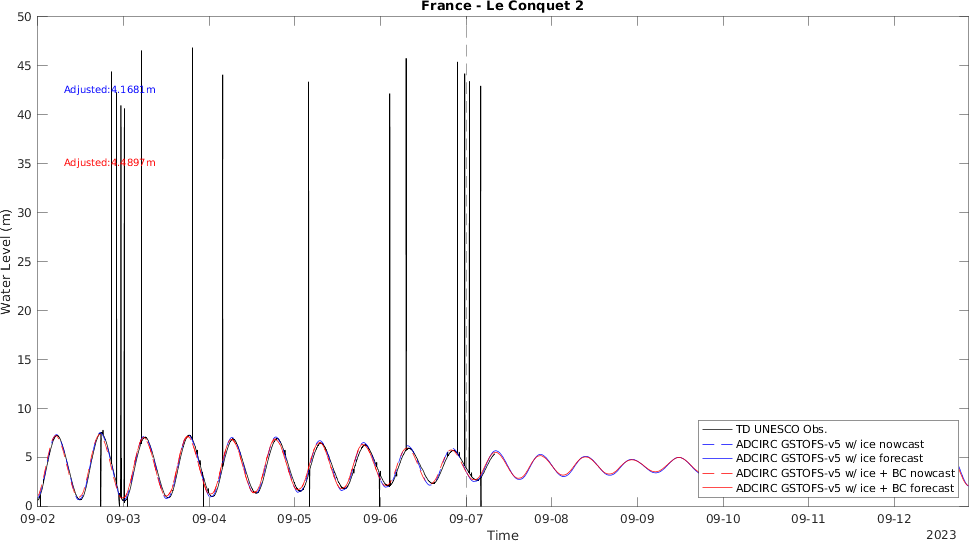 France - Le Conquet 2
Water Level (m)
50
45
40
35
30
25
20
15
10
5
0
Adjusted:4.1681m
Adjusted:4.4897m
TD UNESCO Obs.
ADCIRC GSTOFS-v5 w/ ice nowcast
ADCIRC GSTOFS-v5 w/ ice forecast
ADCIRC GSTOFS-v5 w/ ice + BC nowcast
ADCIRC GSTOFS-v5 w/ ice + BC forecast
09-02 09-03 09-04 09-05 09-06 09-07 09-08 09-09 09-10 09-11 09-12
Time
2023